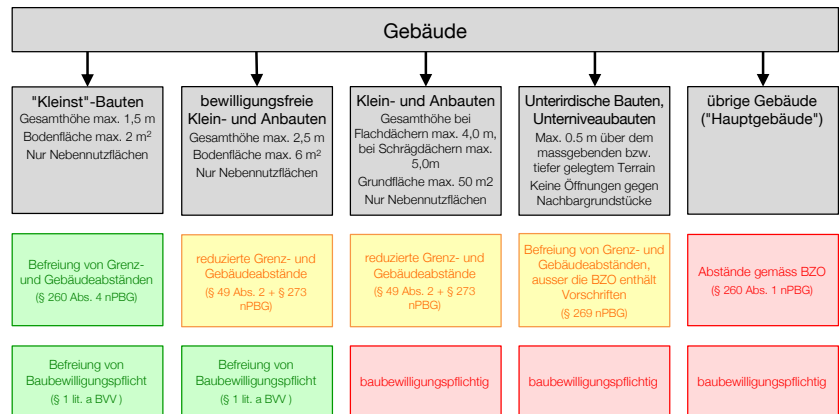 Gebäude
"Kleinst"-Bauten
Gesamthöhe max. 1,5 m
Bodenfläche max. 2 m²
Nur Nebennutzflächen
bewilligungsfreie
Klein- und Anbauten
Gesamthöhe max. 2,5 m
Bodenfläche max. 6 m²
Nur Nebennutzflächen
Klein- und Anbauten
Gesamthöhe bei
Flachdächern max. 4,0 m,
bei Schrägdächern max.
5,0m
Grundfläche max. 50 m2
Nur Nebennutzflächen
Unterirdische Bauten,
Unterniveaubauten
Max. 0.5 m über dem
massgebenden bzw.
tiefer gelegtem Terrain
Keine Öffnungen gegen
Nachbargrundstücke
übrige Gebäude
("Hauptgebäude")
Befreiung von Grenz-
und Gebäudeabständen
(§ 260 Abs. 4 nPBG)
reduzierte Grenz- und
Gebäudeabstände
(§ 49 Abs. 2 + § 273
nPBG)
reduzierte Grenz- und
Gebäudeabstände
(§ 49 Abs. 2 + § 273
nPBG)
Befreiung von Grenz- und
Gebäudeabständen,
ausser die BZO enthält
Vorschriften
(§ 269 nPBG)
Abstände gemäss BZO
(§ 260 Abs. 1 nPBG)
Befreiung von
Baubewilligungspflicht
(§ 1 lit. a BVV )
Befreiung von
Baubewilligungspflicht
(§ 1 lit. a BVV )
baubewilligungspflichtig
baubewilligungspflichtig
baubewilligungspflichtig